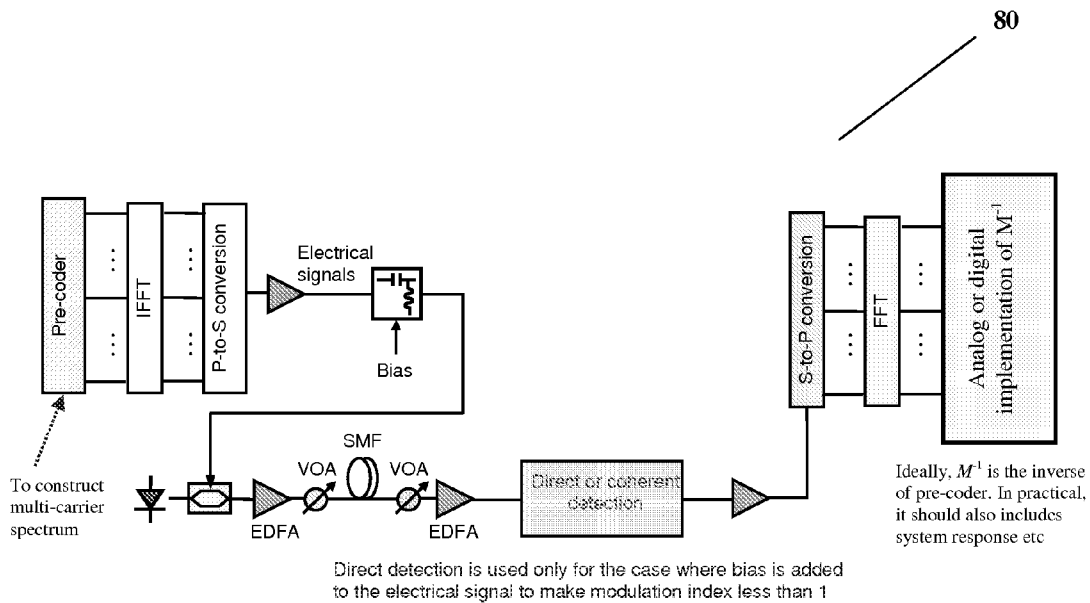 80
Pre-coder
IFFT
P-to-S conversion
Electrical
signals
Bias
S-to-P conversion
FFT
Analog or digital
implementation of M⁻¹
To construct
multi-carrier
spectrum
EDFA
VOA
SMF
VOA
EDFA
Direct or coherent
detection
Ideally, M⁻¹ is the inverse
of pre-coder. In practical,
it should also includes
system response etc
Direct detection is used only for the case where bias is added
to the electrical signal to make modulation index less than 1